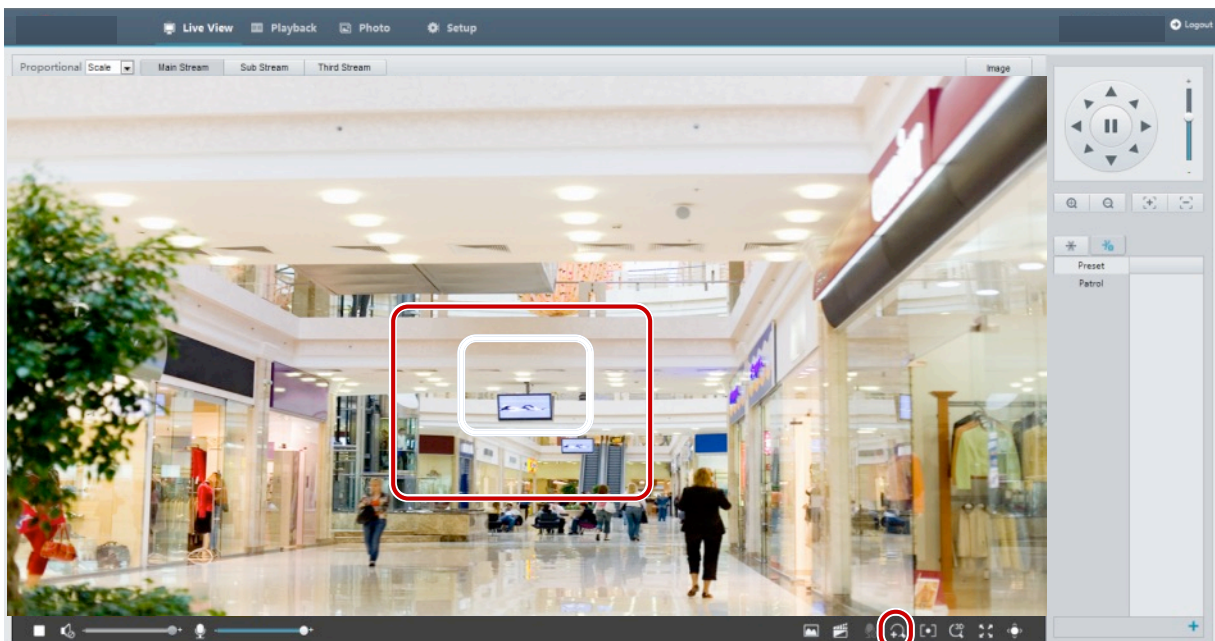 Live View Playback Photo Setup Logout
Proportional Scale Main Stream Sub Stream Third Stream Image
Preset
Patrol